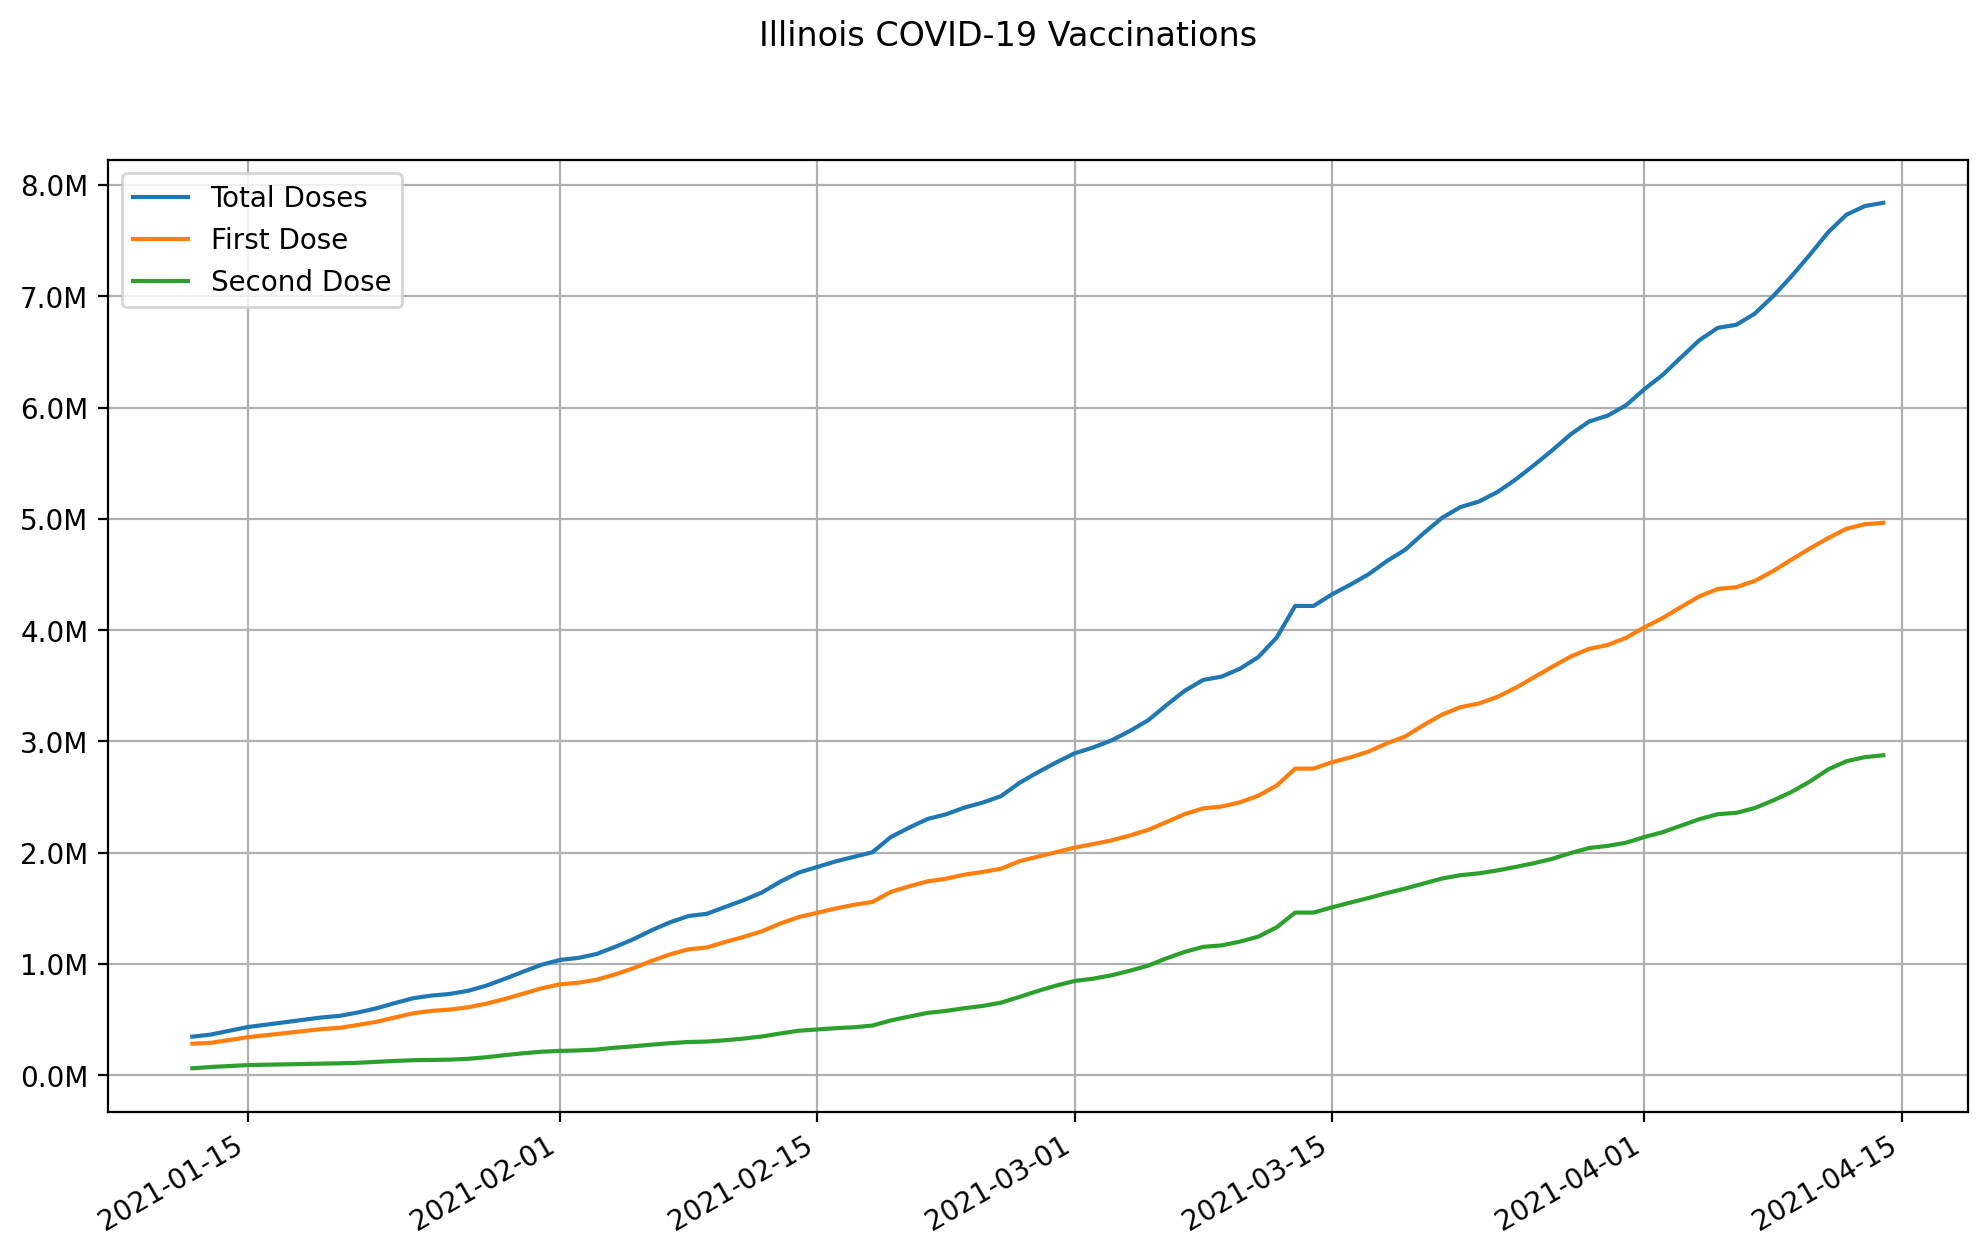 Illinois COVID-19 Vaccinations
Total Doses
First Dose
Second Dose
8.0M
7.0M
6.0M
5.0M
4.0M
3.0M
2.0M
1.0M
0.0M
2021-01-15
2021-02-01
2021-02-15
2021-03-01
2021-03-15
2021-04-01
2021-04-15